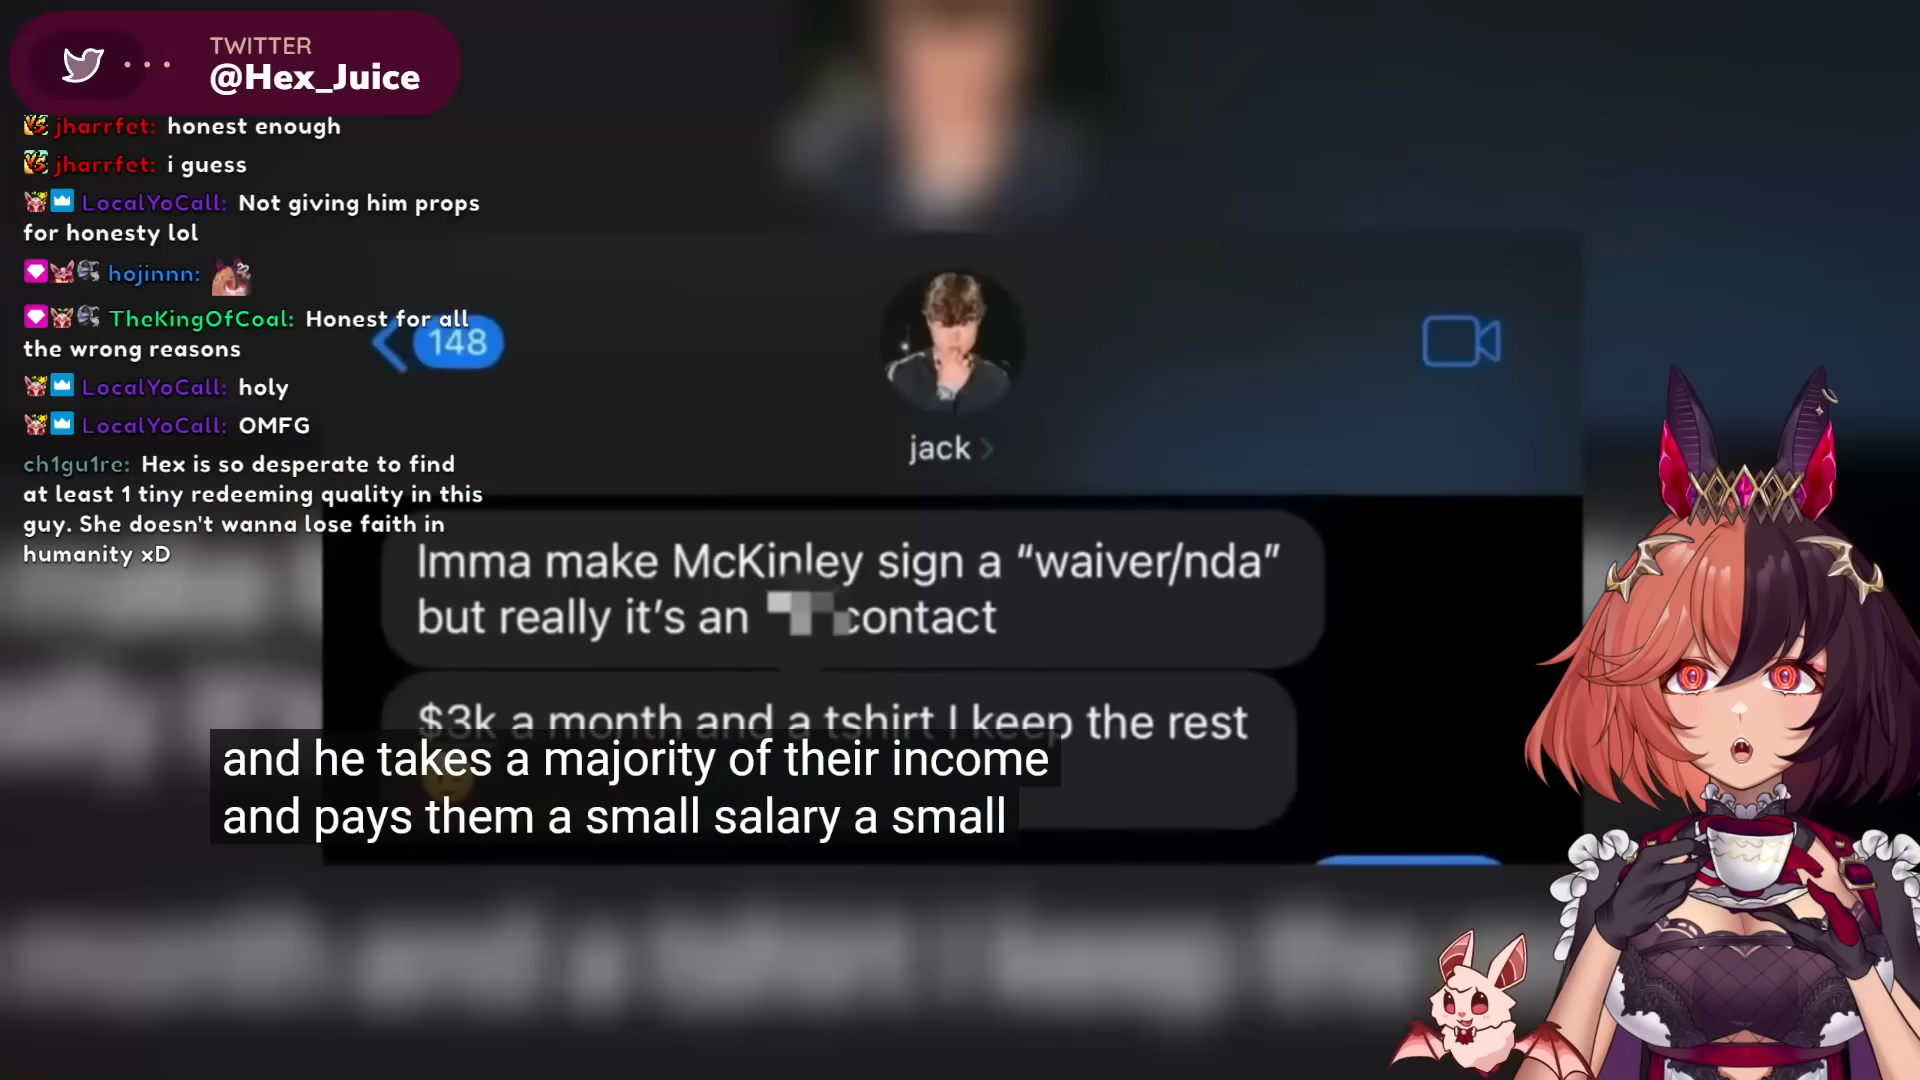 TWITTER
@Hex_Juice
jharrfet: honest enough
jharrfet: i guess
LocalYoCall: Not giving him props
for honesty lol
hojinnn:
TheKingOfCoal: Honest for all
the wrong reasons
LocalYoCall: holy
LocalYoCall: OMFG
ch1gu1re: Hex is so desperate to find
at least 1 tiny redeeming quality in this
guy. She doesn't wanna lose faith in
humanity xD
148
jack
Imma make McKinley sign a “waiver/nda”
but really it’s an contact
$3k a month and a tshirt I keep the rest
and he takes a majority of their income
and pays them a small salary a small